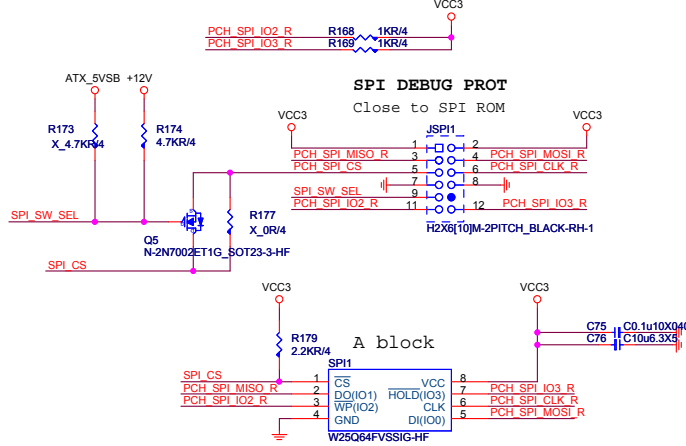 VCC3
PCH_SPI_IO2_R R168 1KR/4
PCH_SPI_IO3_R R169 1KR/4
ATX_5VSB +12V
SPI DEBUG PROT
Close to SPI ROM
VCC3 JSPI1 VCC3
R173 X_4.7KR/4
R174 4.7KR/4
1 2
PCH_SPI_MISO_R 3 4 PCH_SPI_MOSI_R
PCH_SPI_CS 5 6 PCH_SPI_CLK_R
7 8
SPI_SW_SEL 9
PCH_SPI_IO2_R 11 12 PCH_SPI_IO3_R
H2X6[10]M-2PITCH_BLACK-RH-1
SPI_SW_SEL
R177 X_0R/4
Q5
N-2N7002ET1G_SOT23-3-HF
SPI_CS
VCC3 VCC3
R179 2.2KR/4
A block
C75 C0.1u10X040
C76 C10u6.3X5
SPI1
SPI_CS 1 CS VCC 8
PCH_SPI_MISO_R 2 DO(IO1) HOLD(IO3) 7 PCH_SPI_IO3_R
PCH_SPI_IO2_R 3 WP(IO2) CLK 6 PCH_SPI_CLK_R
4 GND DI(IO0) 5 PCH_SPI_MOSI_R
W25Q64FVSSIG-HF